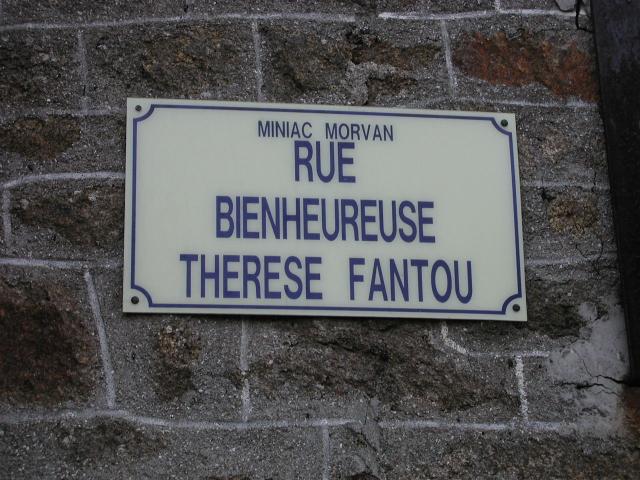 MINIAC MORVAN
RUE
BIENHEUREUSE
THERESE FANTOU